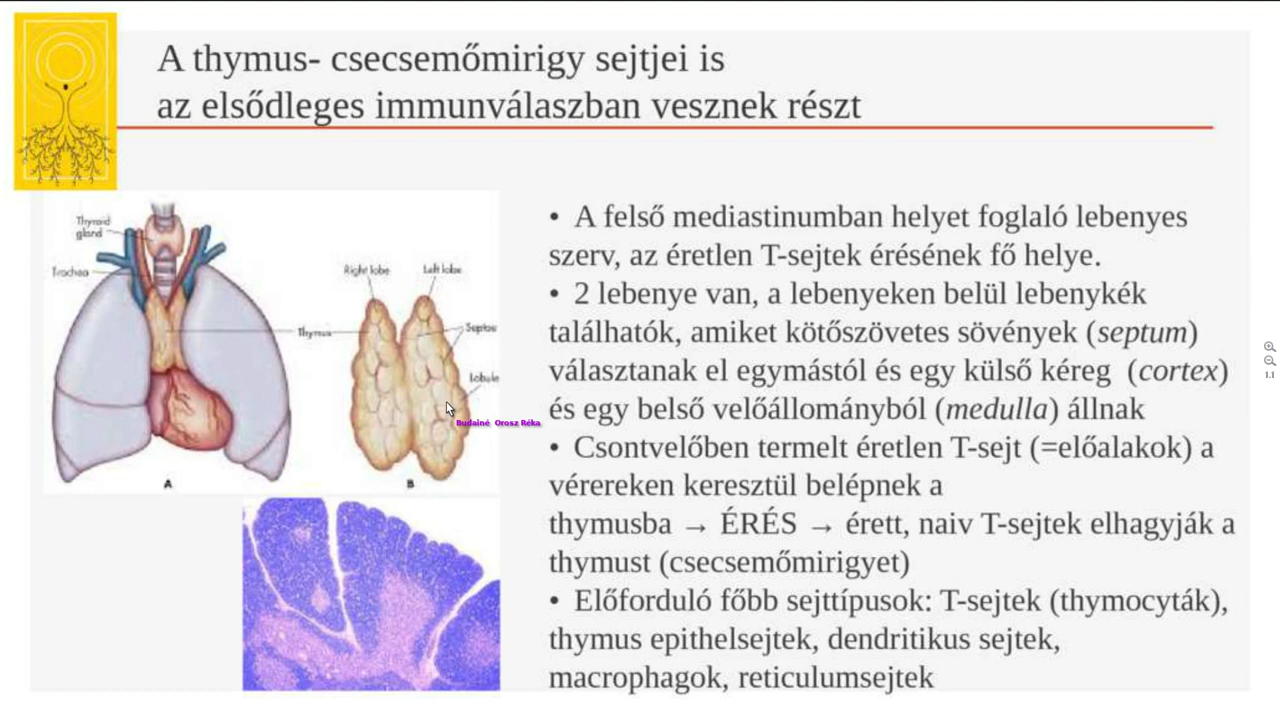 A thymus- csecsemőmirigy sejtjei is
az elsődleges immunválaszban vesznek részt
Thyroid
gland
Trachea
Right lobe
Left lobe
Thymus
Septae
Lobule
Budainé Orosz Réka
A
B
• A felső mediastinumban helyet foglaló lebenyes
szerv, az éretlen T-sejtek érésének fő helye.
• 2 lebenye van, a lebenyeken belül lebenykék
találhatók, amiket kötőszövetes sövények (septum)
választanak el egymástól és egy külső kéreg (cortex)
és egy belső velőállományból (medulla) állnak
• Csontvelőben termelt éretlen T-sejt (=előalakok) a
vérereken keresztül belépnek a
thymusba → ÉRÉS → érett, naiv T-sejtek elhagyják a
thymust (csecsemőmirigyet)
• Előforduló főbb sejttípusok: T-sejtek (thymocyták),
thymus epithelsejtek, dendritikus sejtek,
macrophagok, reticulumsejtek
1.1